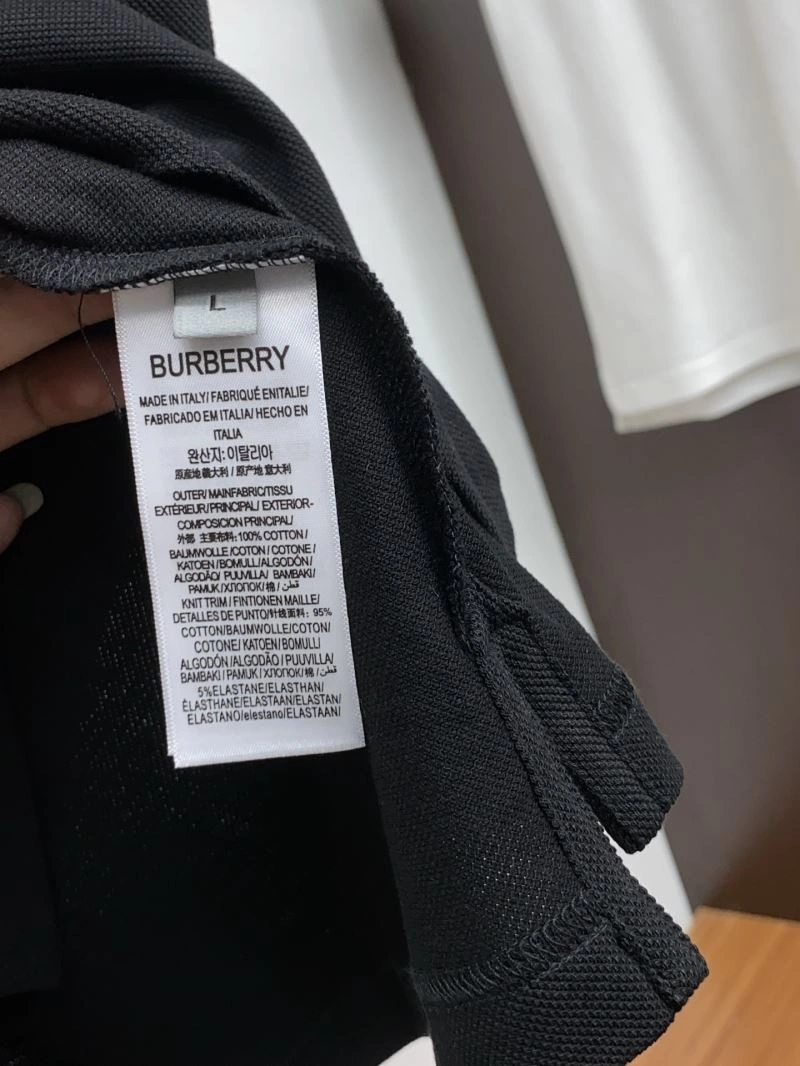 L
BURBERRY
MADE IN ITALY/ FABRIQUÉ ENITALIE/
FABRICADO EM ITALIA/ HECHO EN
ITALIA
완산지: 이탈리아
原産地義大利 / 原产地 意大利
OUTER/ MAINFABRIC/TISSU
EXTÉRIEUR/PRINCIPAL/ EXTERIOR-
COMPOSICION PRINCIPAL/
外部 主要布料: 100% COTTON/
BAUMWOLLE /COTON / COTONE /
KATOEN / BOMULL/ALGODÓN/
ALGODÃO/ PUUVILLA/ BAMBAKI/
PAMUK / ХЛОПОК/ 棉 / قطن/
KNIT TRIM / FINTIONEN MAILLE/
DETALLES DE PUNTO/针线面料: 95%
COTTON/BAUMWOLLE/COTON/
COTONE/ KATOEN/ BOMULL/
ALGODÓN/ALGODÃO/PUUVILLA/
BAMBAKI / PAMUK / ХЛОПОК/ 棉/ قطن/
5%ELASTANE/ELASTHAN/
ÉLASTHANE/ELASTAAN/ELASTAN/
ELASTANO/elestano/ELASTAAN/